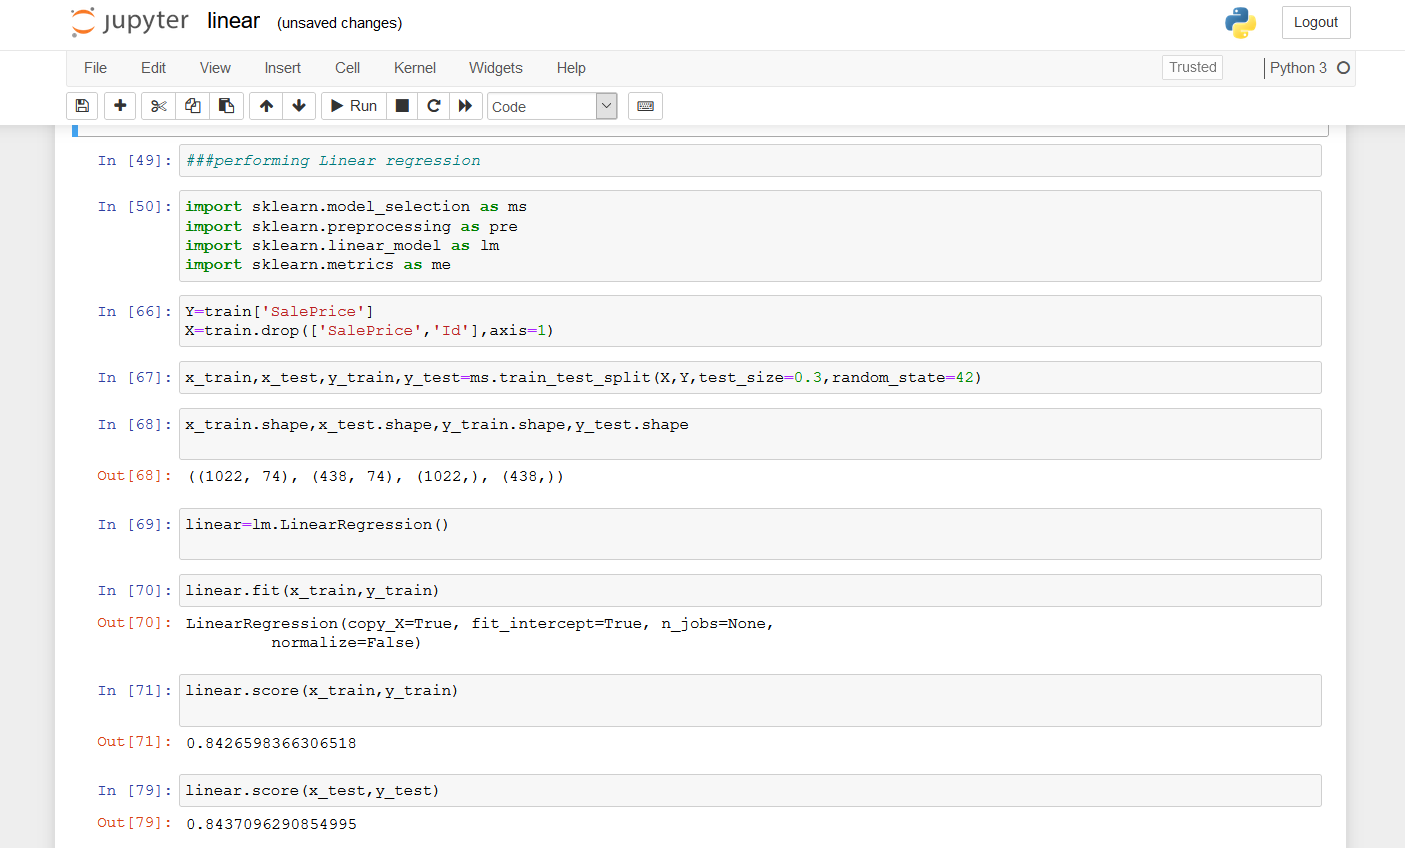 jupyter linear (unsaved changes) Logout
File Edit View Insert Cell Kernel Widgets Help Trusted Python 3
Run Code
In [49]: ###performing Linear regression
In [50]: import sklearn.model_selection as ms
import sklearn.preprocessing as pre
import sklearn.linear_model as lm
import sklearn.metrics as me
In [66]: Y=train['SalePrice']
X=train.drop(['SalePrice','Id'],axis=1)
In [67]: x_train,x_test,y_train,y_test=ms.train_test_split(X,Y,test_size=0.3,random_state=42)
In [68]: x_train.shape,x_test.shape,y_train.shape,y_test.shape
Out[68]: ((1022, 74), (438, 74), (1022,), (438,))
In [69]: linear=lm.LinearRegression()
In [70]: linear.fit(x_train,y_train)
Out[70]: LinearRegression(copy_X=True, fit_intercept=True, n_jobs=None,
normalize=False)
In [71]: linear.score(x_train,y_train)
Out[71]: 0.8426598366306518
In [79]: linear.score(x_test,y_test)
Out[79]: 0.8437096290854995